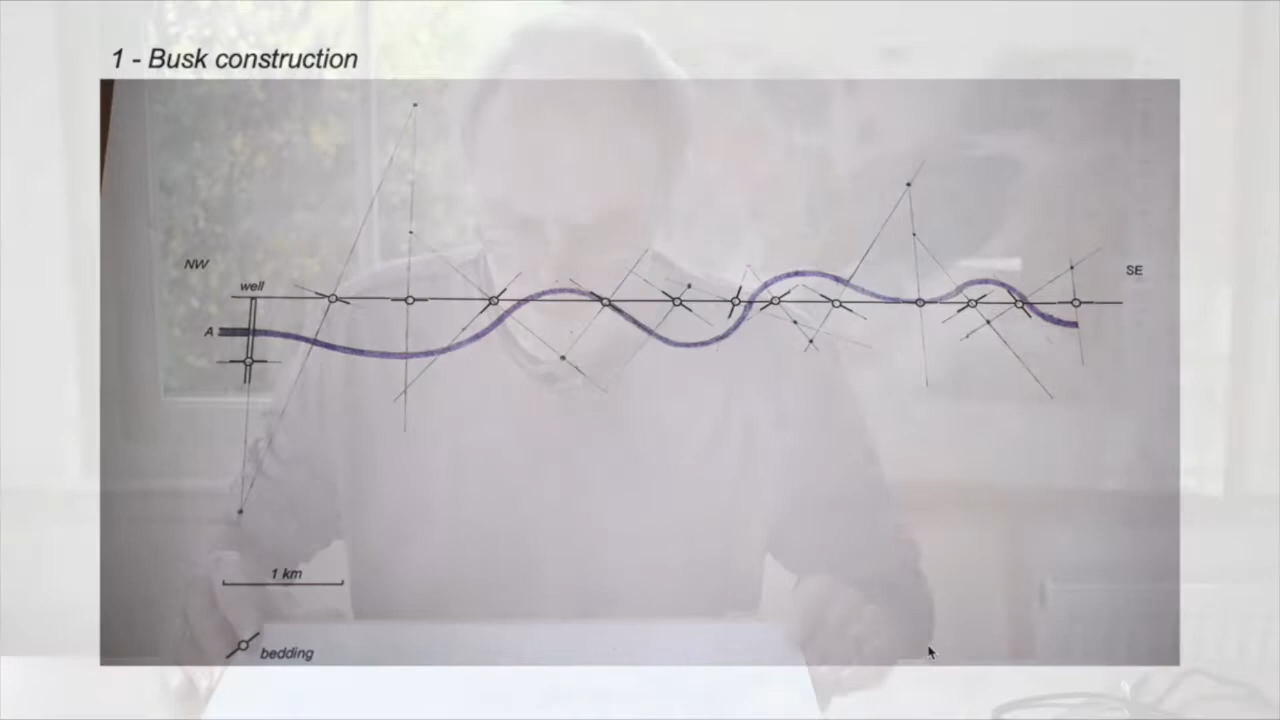 1 - Busk construction
NW
SE
well
A
1 km
bedding